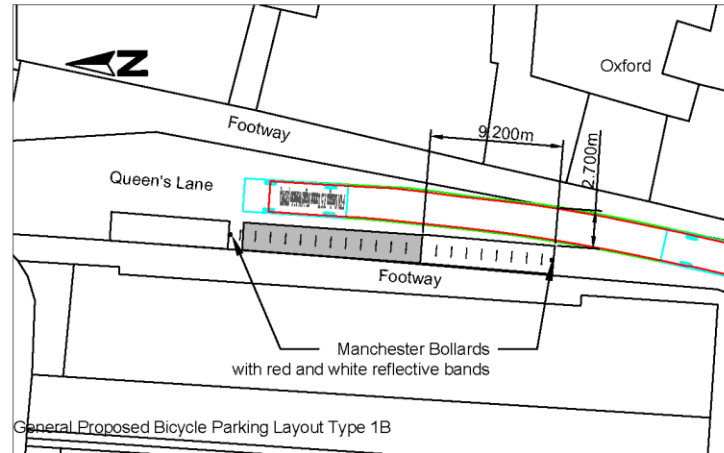 N
Oxford
Footway
9.200m
2.700m
Queen's Lane
Footway
Manchester Bollards
with red and white reflective bands
General Proposed Bicycle Parking Layout Type 1B